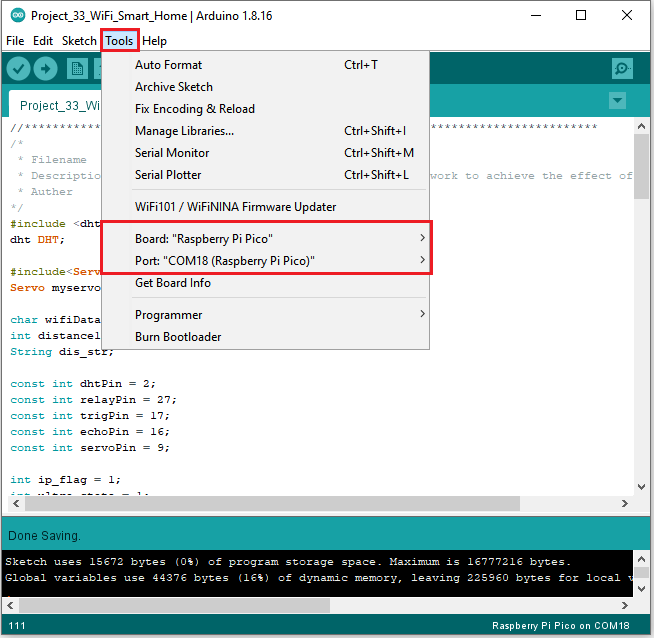 Project_33_WiFi_Smart_Home | Arduino 1.8.16
File Edit Sketch Tools Help
Auto Format Ctrl+T
Archive Sketch
Fix Encoding & Reload
Manage Libraries... Ctrl+Shift+I
Serial Monitor Ctrl+Shift+M
Serial Plotter Ctrl+Shift+L
WiFi101 / WiFiNINA Firmware Updater
Board: "Raspberry Pi Pico"
Port: "COM18 (Raspberry Pi Pico)"
Get Board Info
Programmer
Burn Bootloader
Project_33_Wi
//**********
**************************
/*
* Filename
* Descriptio
work to achieve the effect of
* Auther
*/
#include <dht
dht DHT;
#include<Serv
Servo myservo
char wifiData
int distancel
String dis_str;
const int dhtPin = 2;
const int relayPin = 27;
const int trigPin = 17;
const int echoPin = 16;
const int servoPin = 9;
int ip_flag = 1;
Done Saving.
Sketch uses 15672 bytes (0%) of program storage space. Maximum is 16777216 bytes.
Global variables use 44376 bytes (16%) of dynamic memory, leaving 225960 bytes for local v
111 Raspberry Pi Pico on COM18